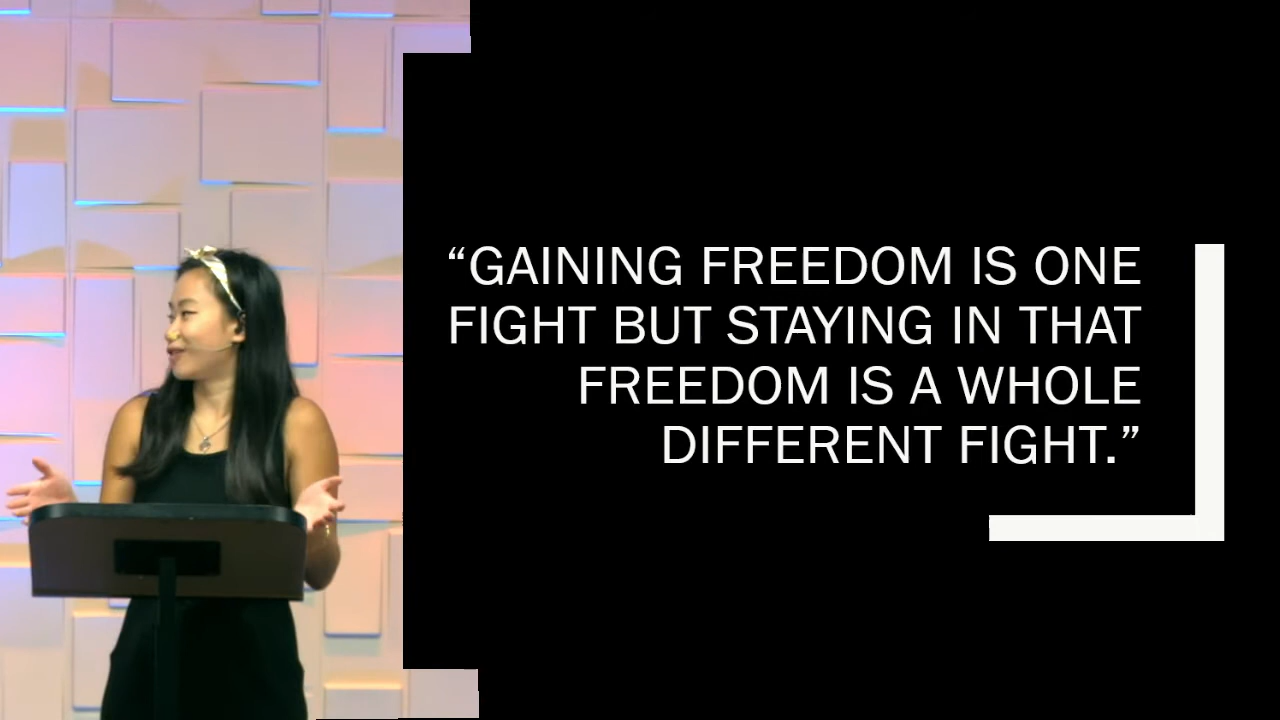 “GAINING FREEDOM IS ONE
FIGHT BUT STAYING IN THAT
FREEDOM IS A WHOLE
DIFFERENT FIGHT.”